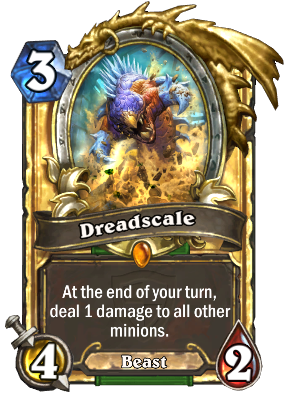 3
Dreadscale
At the end of your turn,
deal 1 damage to all other
minions.
4
Beast
2